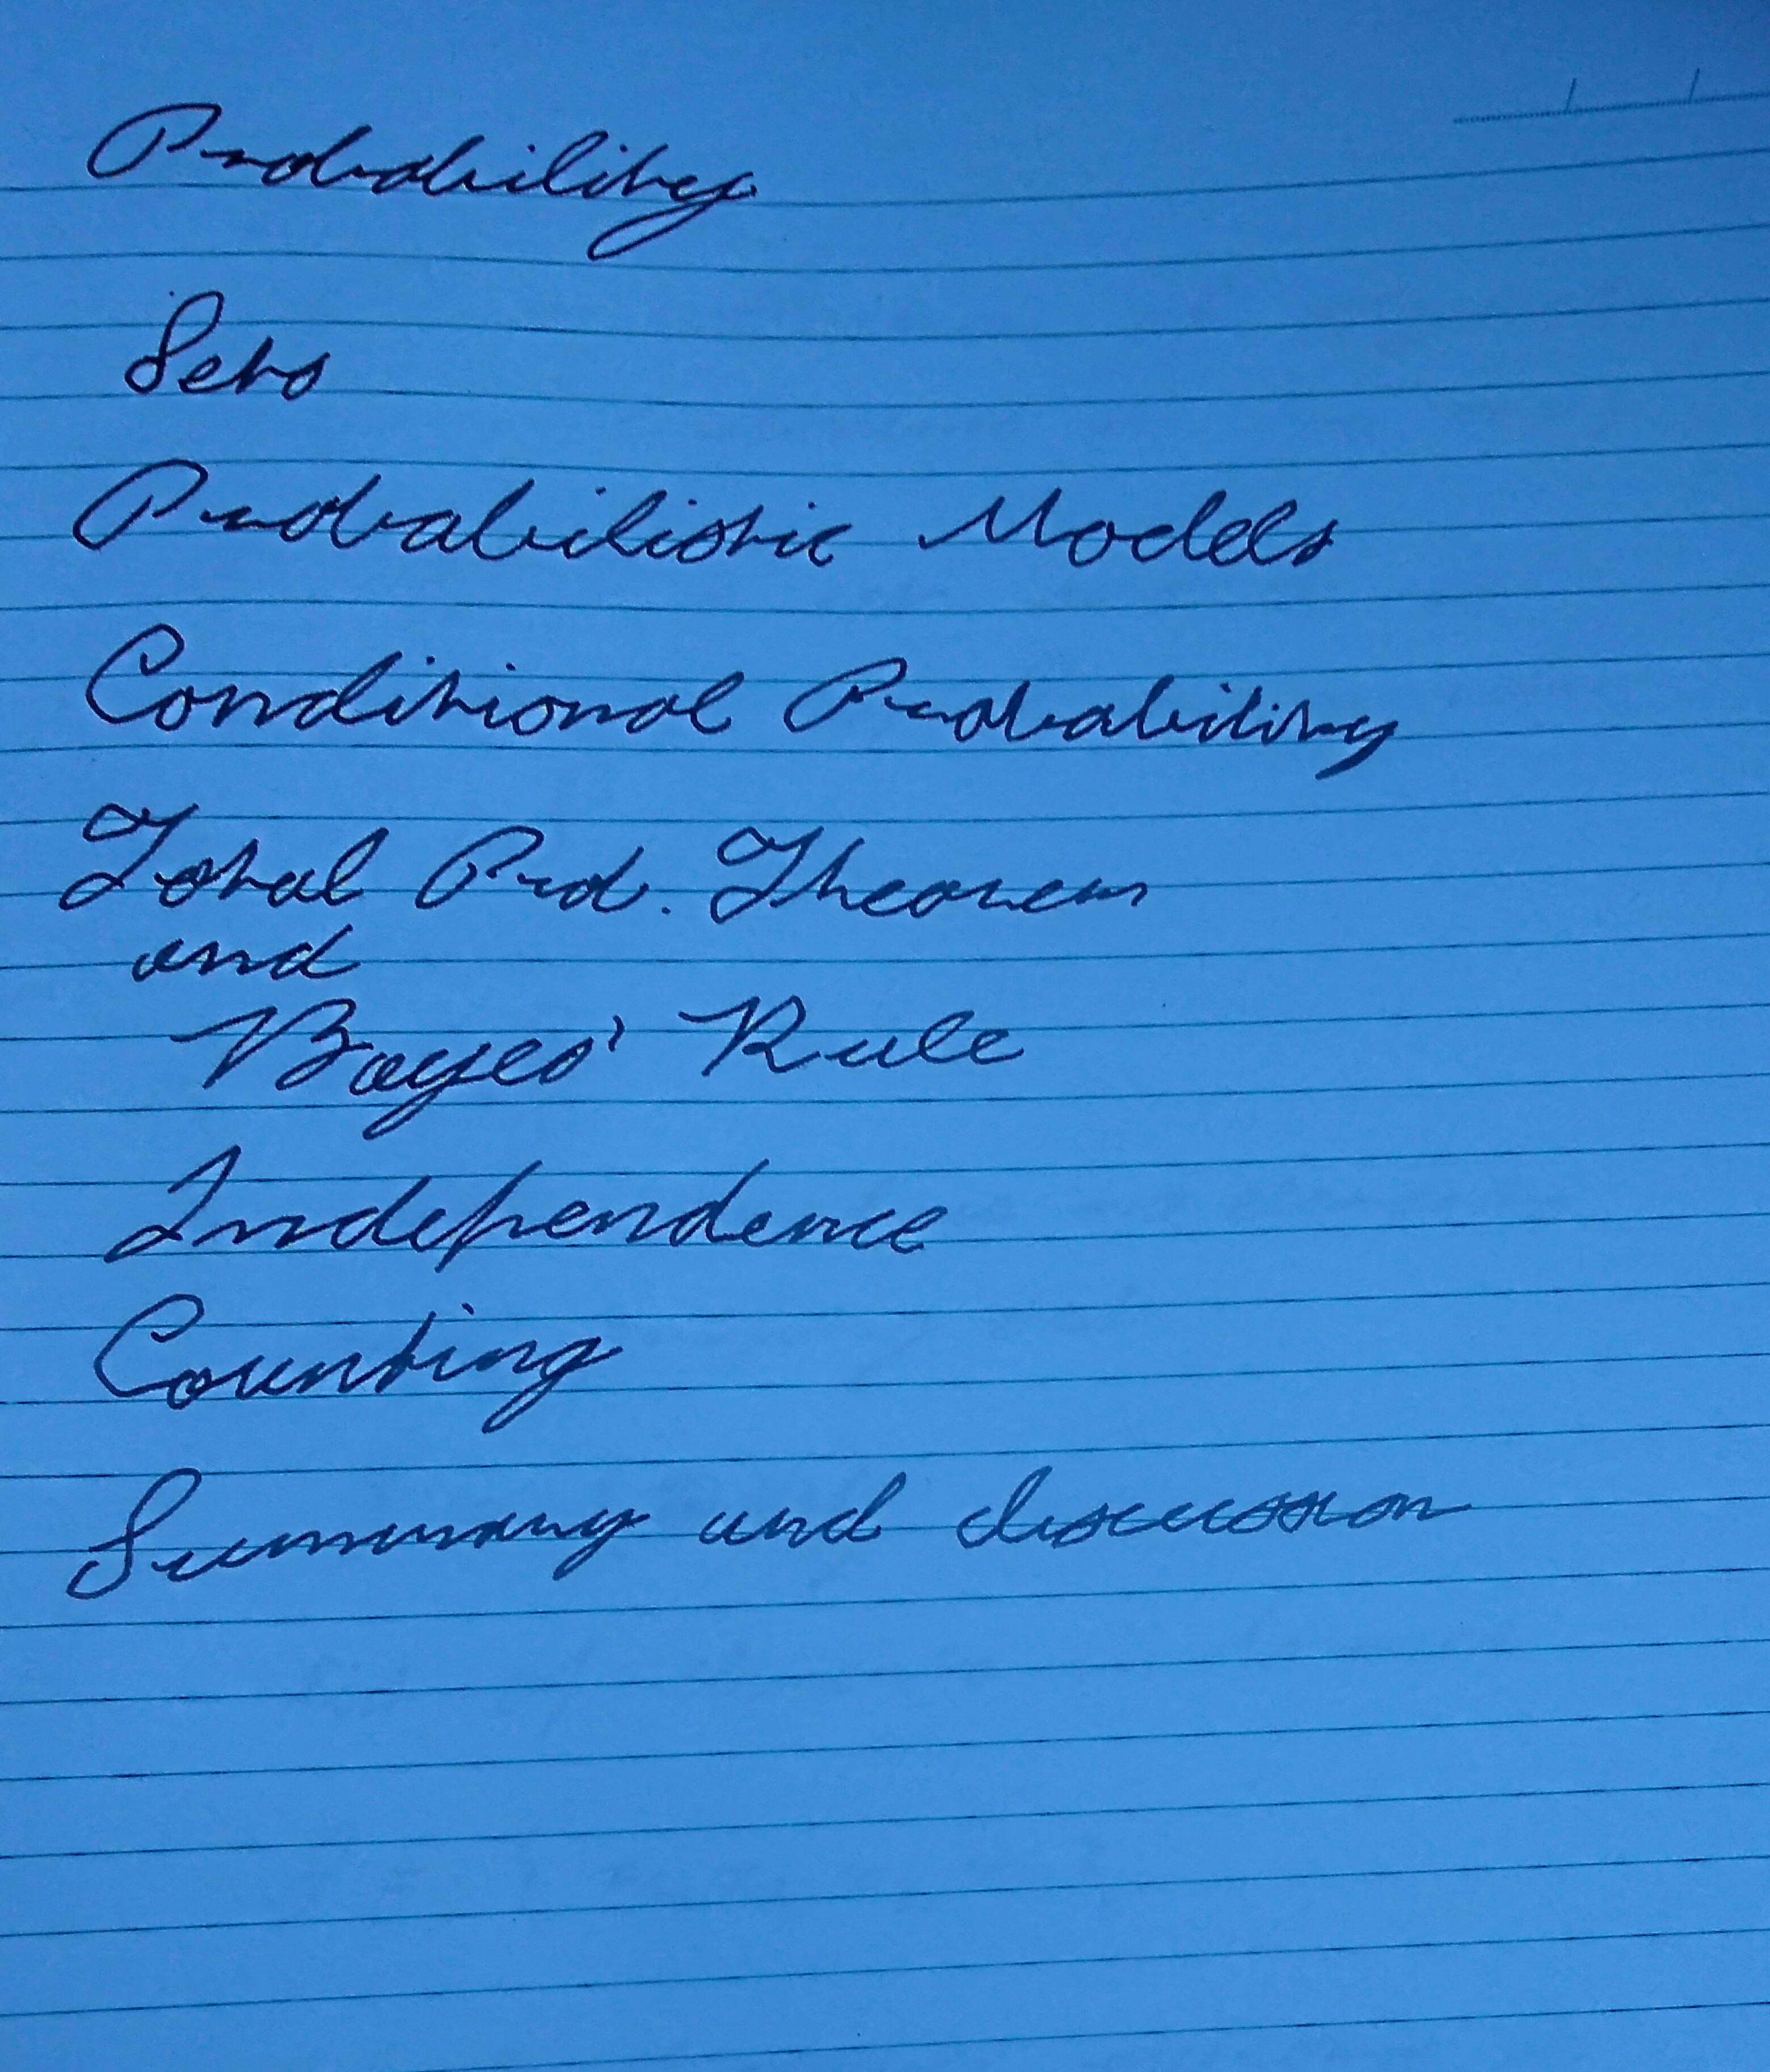 Probability
Sets
Probabilistic Models
Conditional Probability
Total Prob. Theorem
and
Bayes' Rule
Independence
Counting
Summary and discussion